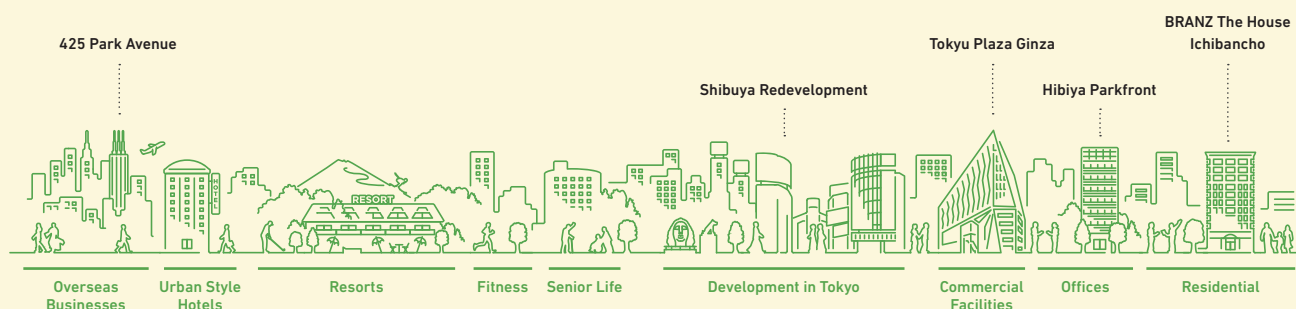 BRANZ The House
Ichibancho
425 Park Avenue
Tokyu Plaza Ginza
Shibuya Redevelopment
Hibiya Parkfront
HOTEL
RESORT
Overseas
Businesses
Urban Style
Hotels
Resorts
Fitness
Senior Life
Development in Tokyo
Commercial
Facilities
Offices
Residential